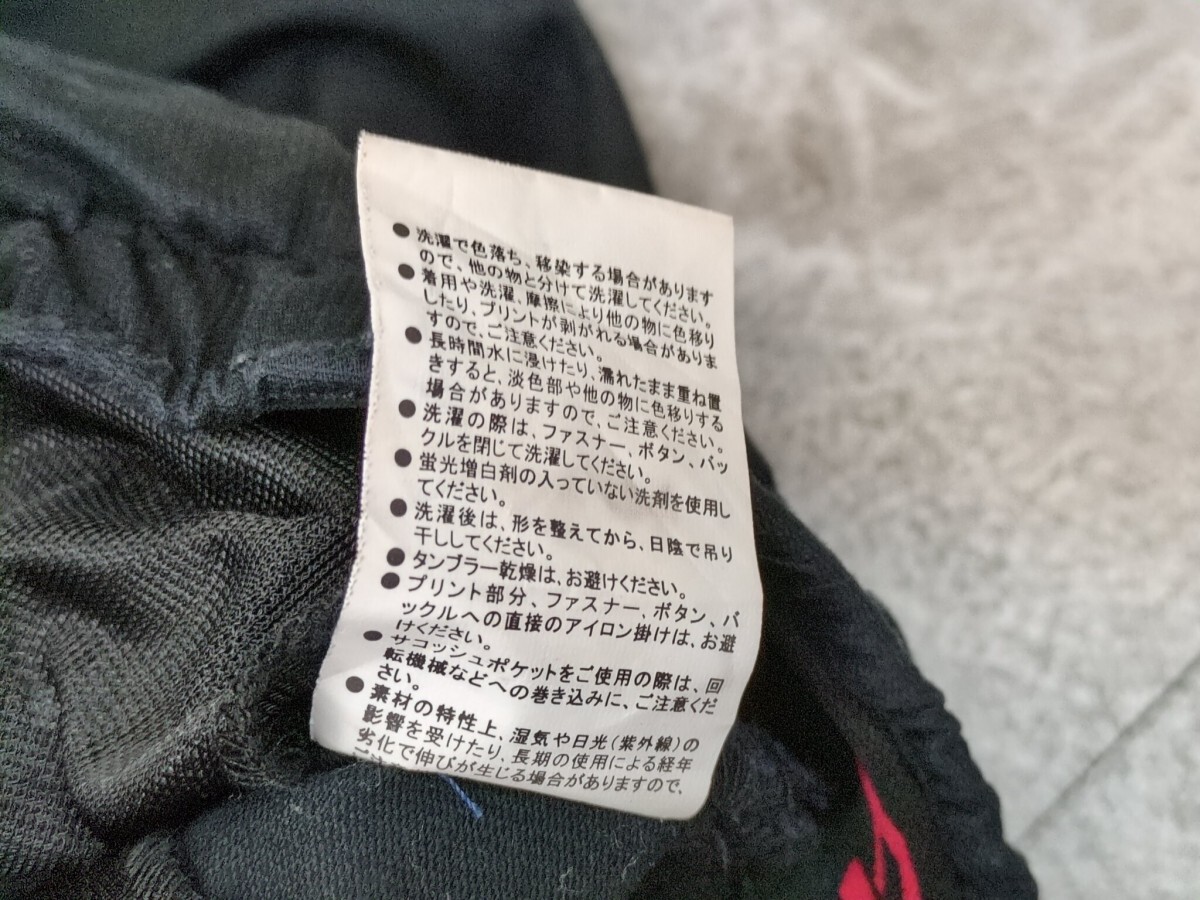 ●洗濯で色落ち、移染する場合があります
ので、他の物と分けて洗濯してください。
●着用や洗濯、摩擦により他の物に色移り
したり、プリントが剥がれる場合がありま
すので、ご注意ください。
●長時間水に浸けたり、濡れたまま重ね置
きすると、淡色部や他の物に色移りする
場合がありますので、ご注意ください。
●洗濯の際は、ファスナー、ボタン、バッ
クルを閉じて洗濯してください。
●蛍光増白剤の入っていない洗剤を使用し
てください。
●洗濯後は、形を整えてから、日陰で吊り
干ししてください。
●タンブラー乾燥は、お避けください。
●プリント部分、ファスナー、ボタン、バ
ックルへの直接のアイロン掛けは、お避
けください。
●サコッシュポケットをご使用の際は、回
転機械などへの巻き込みに、ご注意くだ
さい。
●素材の特性上、湿気や日光(紫外線)の
影響を受けたり、長期の使用による経年
劣化で伸びが生じる場合がありますので、